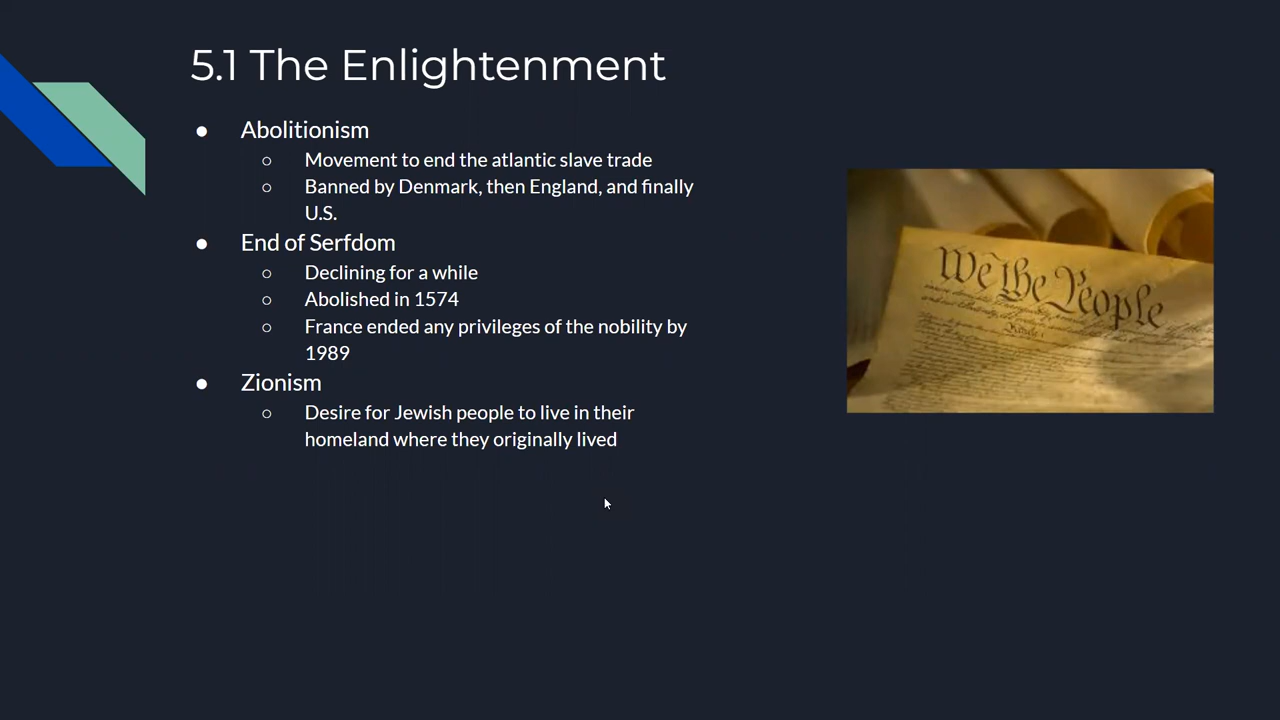 5.1 The Enlightenment
● Abolitionism
○ Movement to end the atlantic slave trade
○ Banned by Denmark, then England, and finally
U.S.
● End of Serfdom
○ Declining for a while
○ Abolished in 1574
○ France ended any privileges of the nobility by
1989
● Zionism
○ Desire for Jewish people to live in their
homeland where they originally lived
We the People